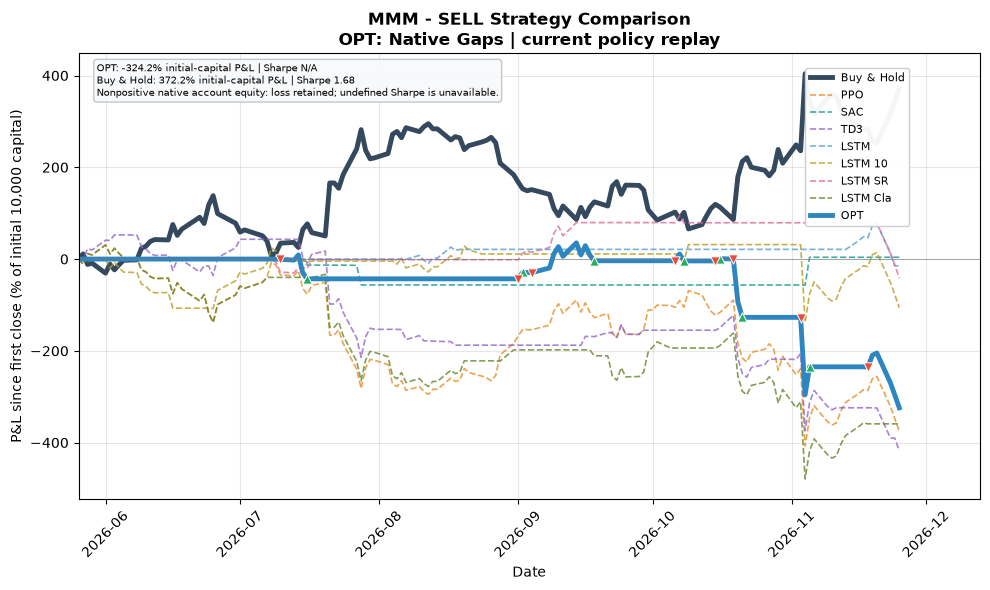 MMM - SELL Strategy Comparison
OPT: Native Gaps | current policy replay
OPT: -324.2% initial-capital P&L | Sharpe N/A
Buy & Hold: 372.2% initial-capital P&L | Sharpe 1.68
Nonpositive native account equity: loss retained; undefined Sharpe is unavailable.
Buy & Hold
PPO
SAC
TD3
LSTM
LSTM 10
LSTM SR
LSTM Cla
OPT
P&L since first close (% of initial 10,000 capital)
400
200
0
−200
−400
2026-06
2026-07
2026-08
2026-09
2026-10
2026-11
2026-12
Date